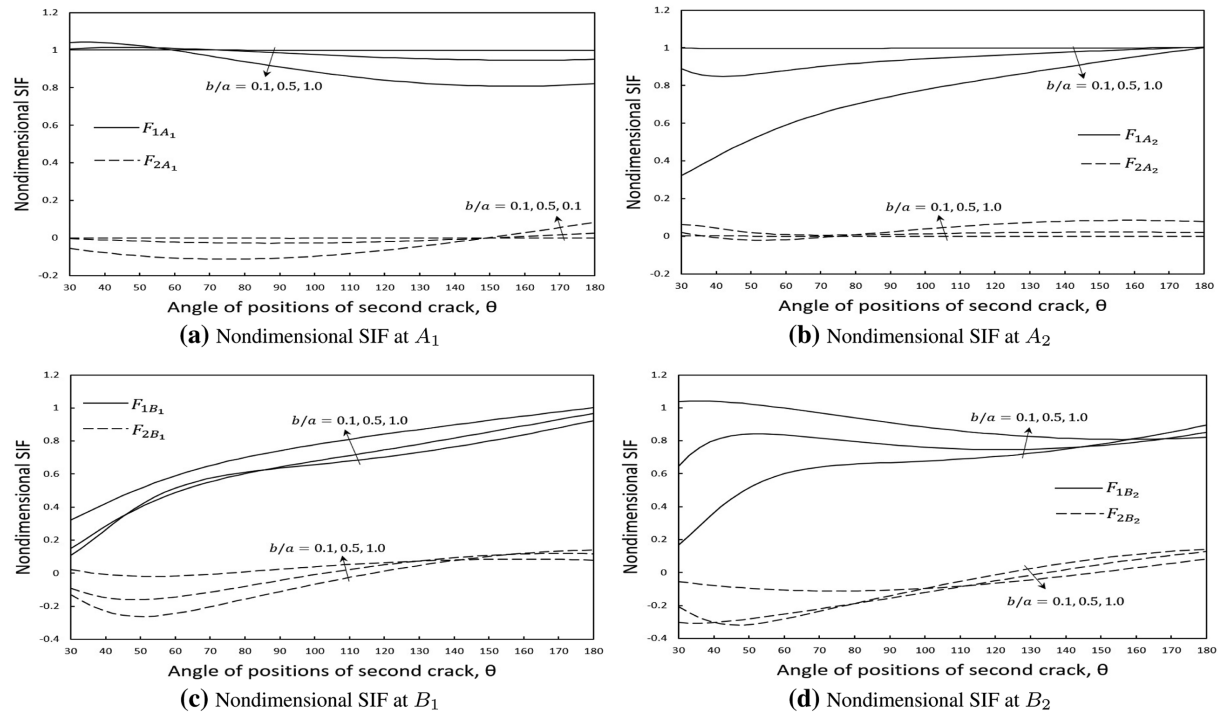 1.2
1
0.8
0.6
0.4
0.2
0
-0.2
Nondimensional SIF
b/a = 0.1, 0.5, 1.0
F₁A₁
F₂A₁
b/a = 0.1, 0.5, 0.1
30 40 50 60 70 80 90 100 110 120 130 140 150 160 170 180
Angle of positions of second crack, θ
(a) Nondimensional SIF at A₁
1.2
1
0.8
0.6
0.4
0.2
0
-0.2
Nondimensional SIF
b/a = 0.1, 0.5, 1.0
F₁A₂
F₂A₂
b/a = 0.1, 0.5, 1.0
30 40 50 60 70 80 90 100 110 120 130 140 150 160 170 180
Angle of positions of second crack, θ
(b) Nondimensional SIF at A₂
1.2
1
0.8
0.6
0.4
0.2
0
-0.2
-0.4
Nondimensional SIF
F₁B₁
F₂B₁
b/a = 0.1, 0.5, 1.0
b/a = 0.1, 0.5, 1.0
30 40 50 60 70 80 90 100 110 120 130 140 150 160 170 180
Angle of positions of second crack, θ
(c) Nondimensional SIF at B₁
1.2
1
0.8
0.6
0.4
0.2
0
-0.2
-0.4
Nondimensional SIF
b/a = 0.1, 0.5, 1.0
F₁B₂
F₂B₂
b/a = 0.1, 0.5, 1.0
30 40 50 60 70 80 90 100 110 120 130 140 150 160 170 180
Angle of positions of second crack, θ
(d) Nondimensional SIF at B₂